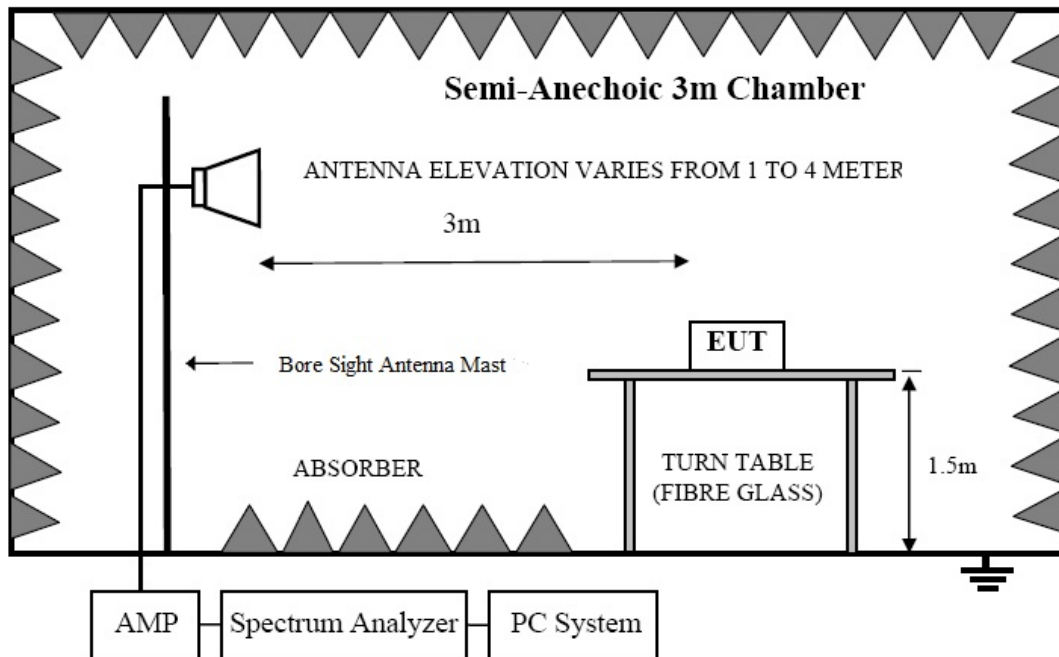 Semi-Anechoic 3m Chamber
ANTENNA ELEVATION VARIES FROM 1 TO 4 METER
3m
EUT
Bore Sight Antenna Mast
ABSORBER
TURN TABLE
(FIBRE GLASS)
1.5m
AMP
Spectrum Analyzer
PC System